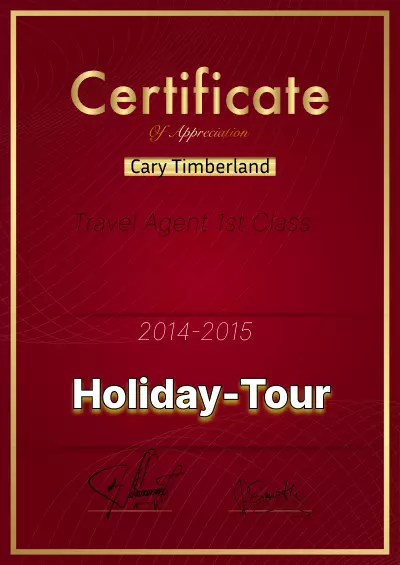 Certificate
Of Appreciation
Cary Timberland
Travel Agent 1st Class
2014-2015
Holiday-Tour